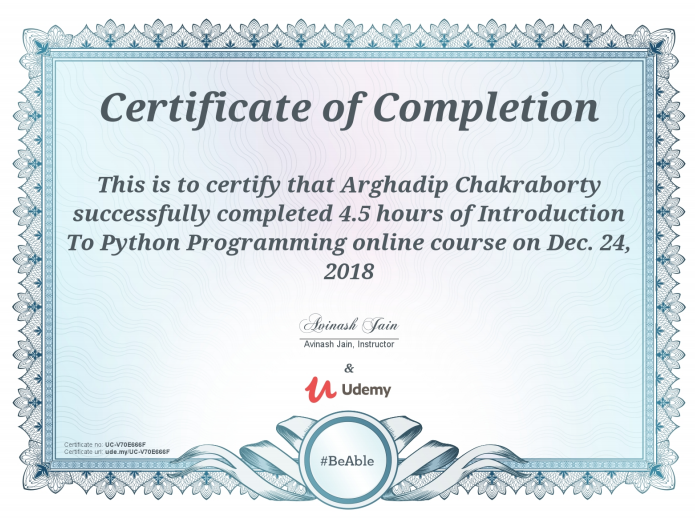 Certificate of Completion
This is to certify that Arghadip Chakraborty
successfully completed 4.5 hours of Introduction
To Python Programming online course on Dec. 24,
2018
Avinash Jain
Avinash Jain, Instructor
&
Udemy
Certificate no: UC-V70E666F
Certificate url: ude.my/UC-V70E666F
#BeAble